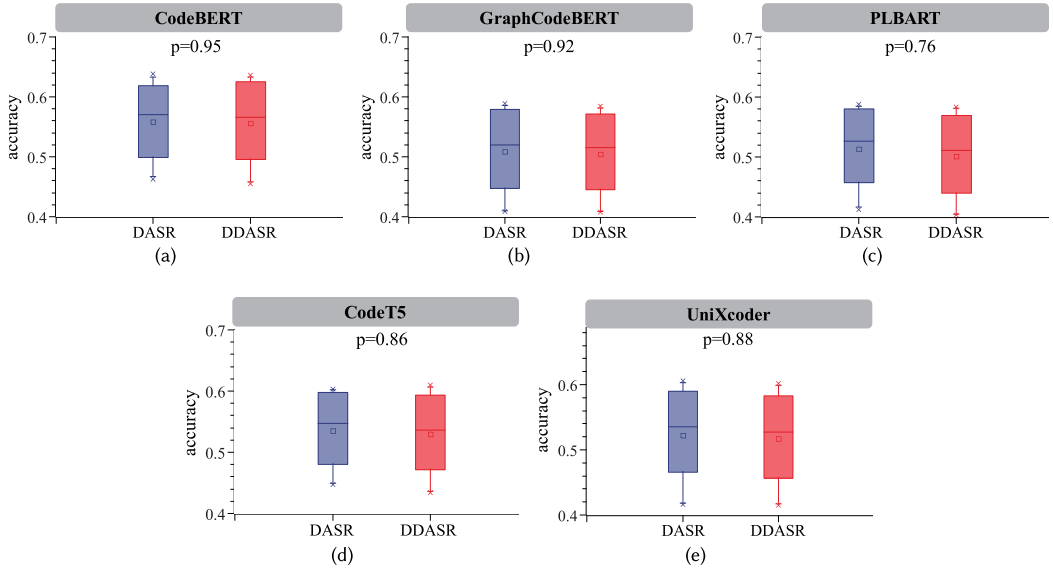 CodeBERT
p=0.95
0.7
0.6
0.5
0.4
accuracy
DASR DDASR
(a)
GraphCodeBERT
p=0.92
0.7
0.6
0.5
0.4
accuracy
DASR DDASR
(b)
PLBART
p=0.76
0.7
0.6
0.5
0.4
accuracy
DASR DDASR
(c)
CodeT5
p=0.86
0.7
0.6
0.5
0.4
accuracy
DASR DDASR
(d)
UniXcoder
p=0.88
0.6
0.5
0.4
accuracy
DASR DDASR
(e)